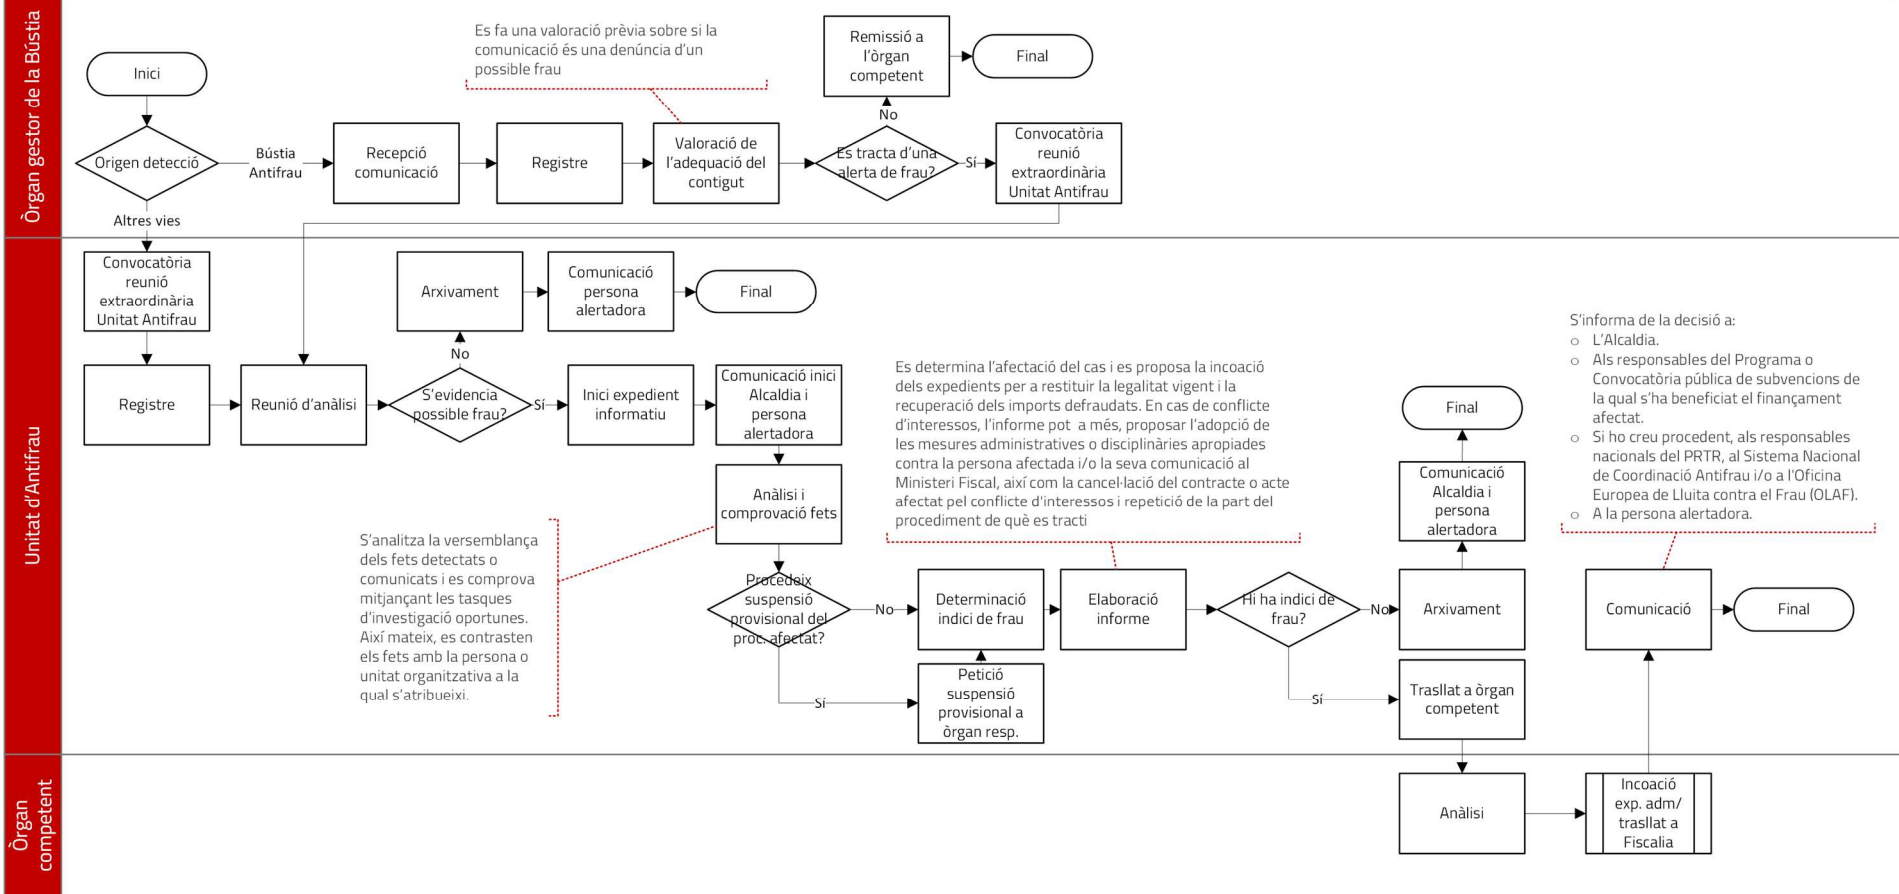 Òrgan gestor de la Bústia
Inici
Origen detecció
Bústia
Antifrau
Altres vies
Recepció
comunicació
Registre
Es fa una valoració prèvia sobre si la
comunicació és una denúncia d'un
possible frau
Valoració de
l'adequació del
contigut
Es tracta d'una
alerta de frau?
No
Remissió a
l'òrgan
competent
Final
Sí
Convocatòria
reunió
extraordinària
Unitat Antifrau
Unitat d'Antifrau
Convocatòria
reunió
extraordinària
Unitat Antifrau
Registre
Reunió d'anàlisi
S'evidencia
possible frau?
No
Arxivament
Comunicació
persona
alertadora
Final
Sí
Inici expedient
informatiu
Comunicació inici
Alcaldia i
persona
alertadora
Anàlisi i
comprovació fets
S'analitza la versemblança
dels fets detectats o
comunicats i es comprova
mitjançant les tasques
d'investigació oportunes.
Així mateix, es contrasten
els fets amb la persona o
unitat organitzativa a la
qual s'atribueixi.
Procedeix
suspensió
provisional del
proc. afectat?
No
Sí
Petició
suspensió
provisional a
òrgan resp.
Determinació
indici de frau
Es determina l'afectació del cas i es proposa la incoació
dels expedients per a restituir la legalitat vigent i la
recuperació dels imports defraudats. En cas de conflicte
d'interessos, l'informe pot a més, proposar l'adopció de
les mesures administratives o disciplinàries apropiades
contra la persona afectada i/o la seva comunicació al
Ministeri Fiscal, així com la cancel·lació del contracte o acte
afectat pel conflicte d'interessos i repetició de la part del
procediment de què es tracti
Elaboració
informe
Hi ha indici de
frau?
No
Arxivament
Comunicació
Alcaldia i
persona
alertadora
Final
Sí
Trasllat a òrgan
competent
S'informa de la decisió a:
o L'Alcaldia.
o Als responsables del Programa o
Convocatòria pública de subvencions de
la qual s'ha beneficiat el finançament
afectat.
o Si ho creu procedent, als responsables
nacionals del PRTR, al Sistema Nacional
de Coordinació Antifrau i/o a l'Oficina
Europea de Lluita contra el Frau (OLAF).
o A la persona alertadora.
Comunicació
Final
Òrgan
competent
Anàlisi
Incoació
exp. adm/
trasllat a
Fiscalia